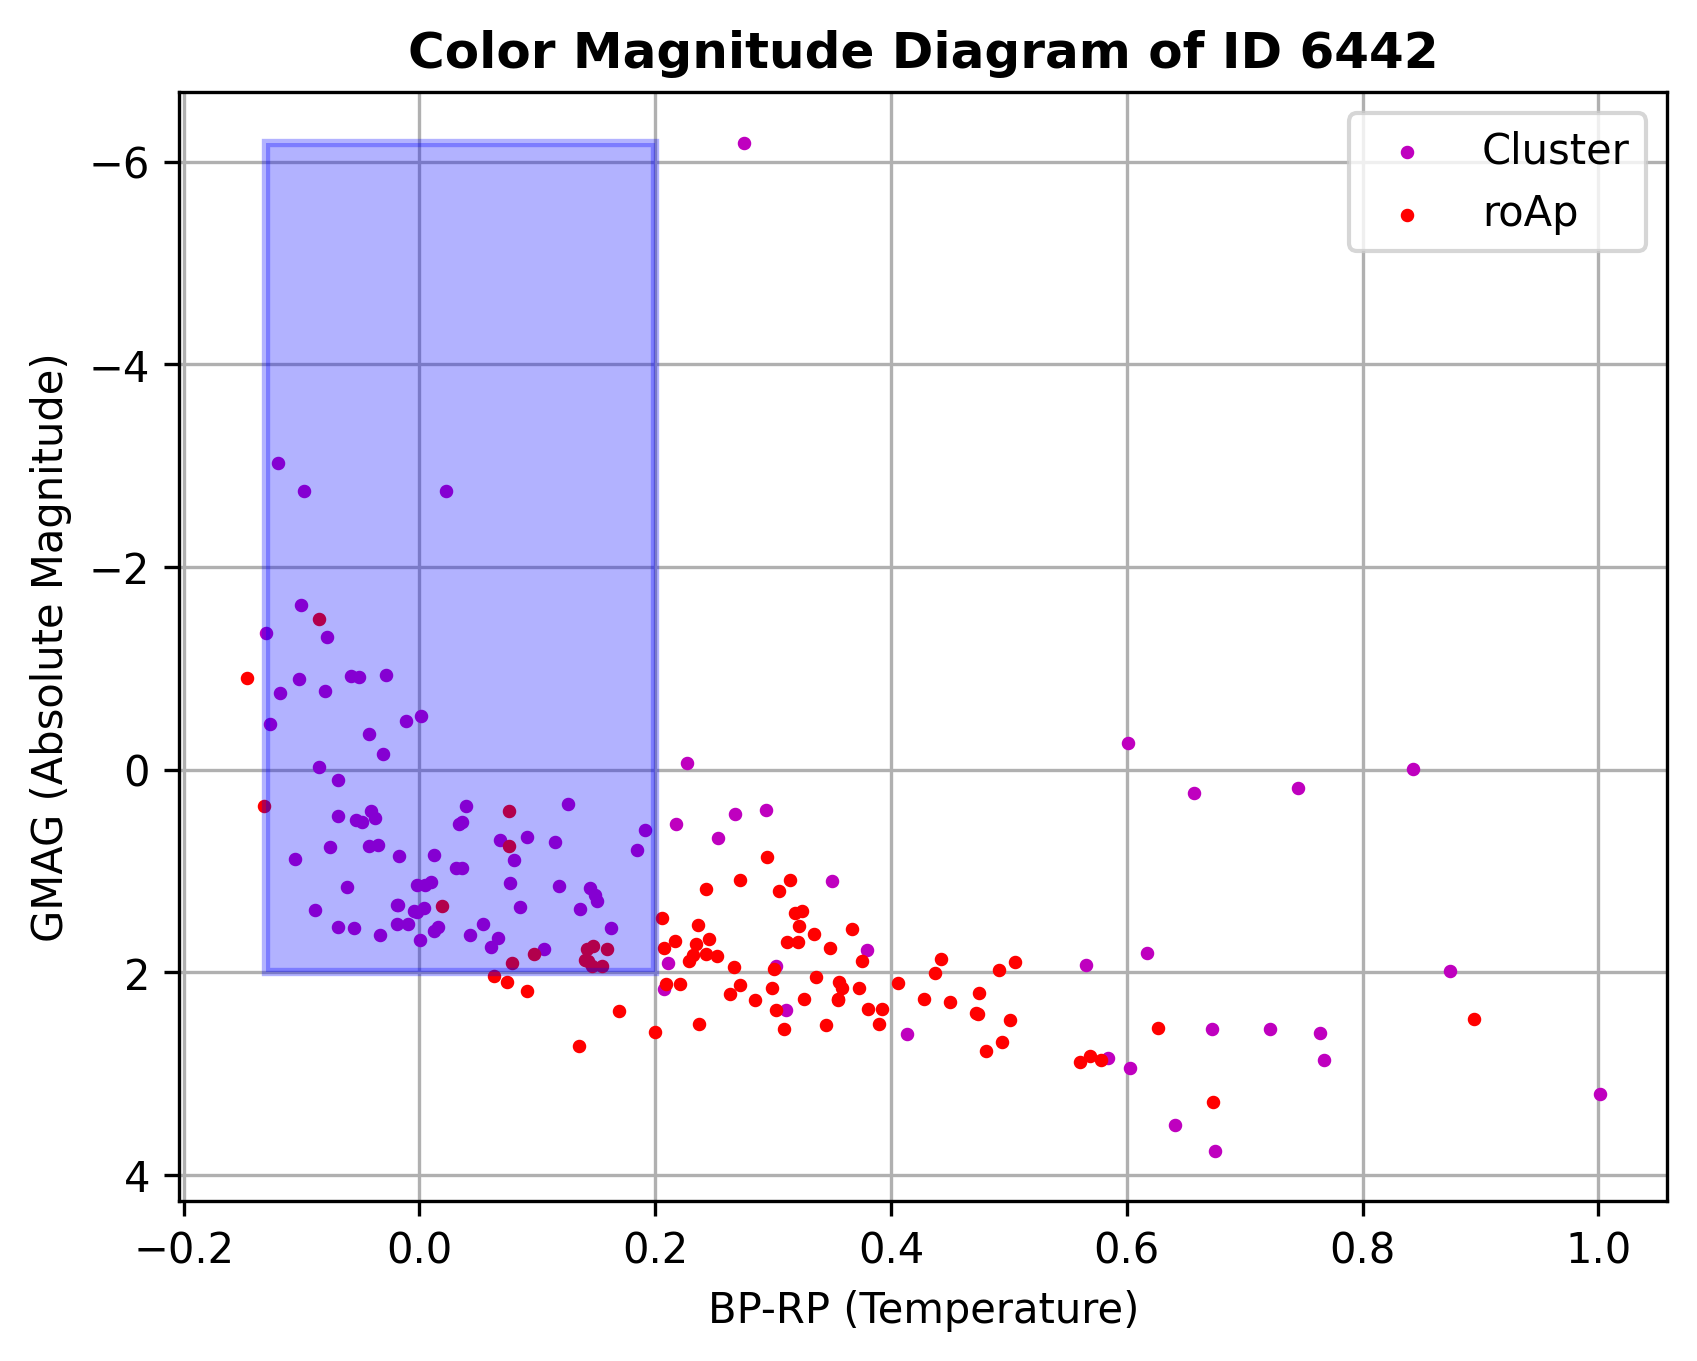 Color Magnitude Diagram of ID 6442
Cluster
roAp
−6
−4
−2
0
2
4
GMAG (Absolute Magnitude)
−0.2 0.0 0.2 0.4 0.6 0.8 1.0
BP-RP (Temperature)